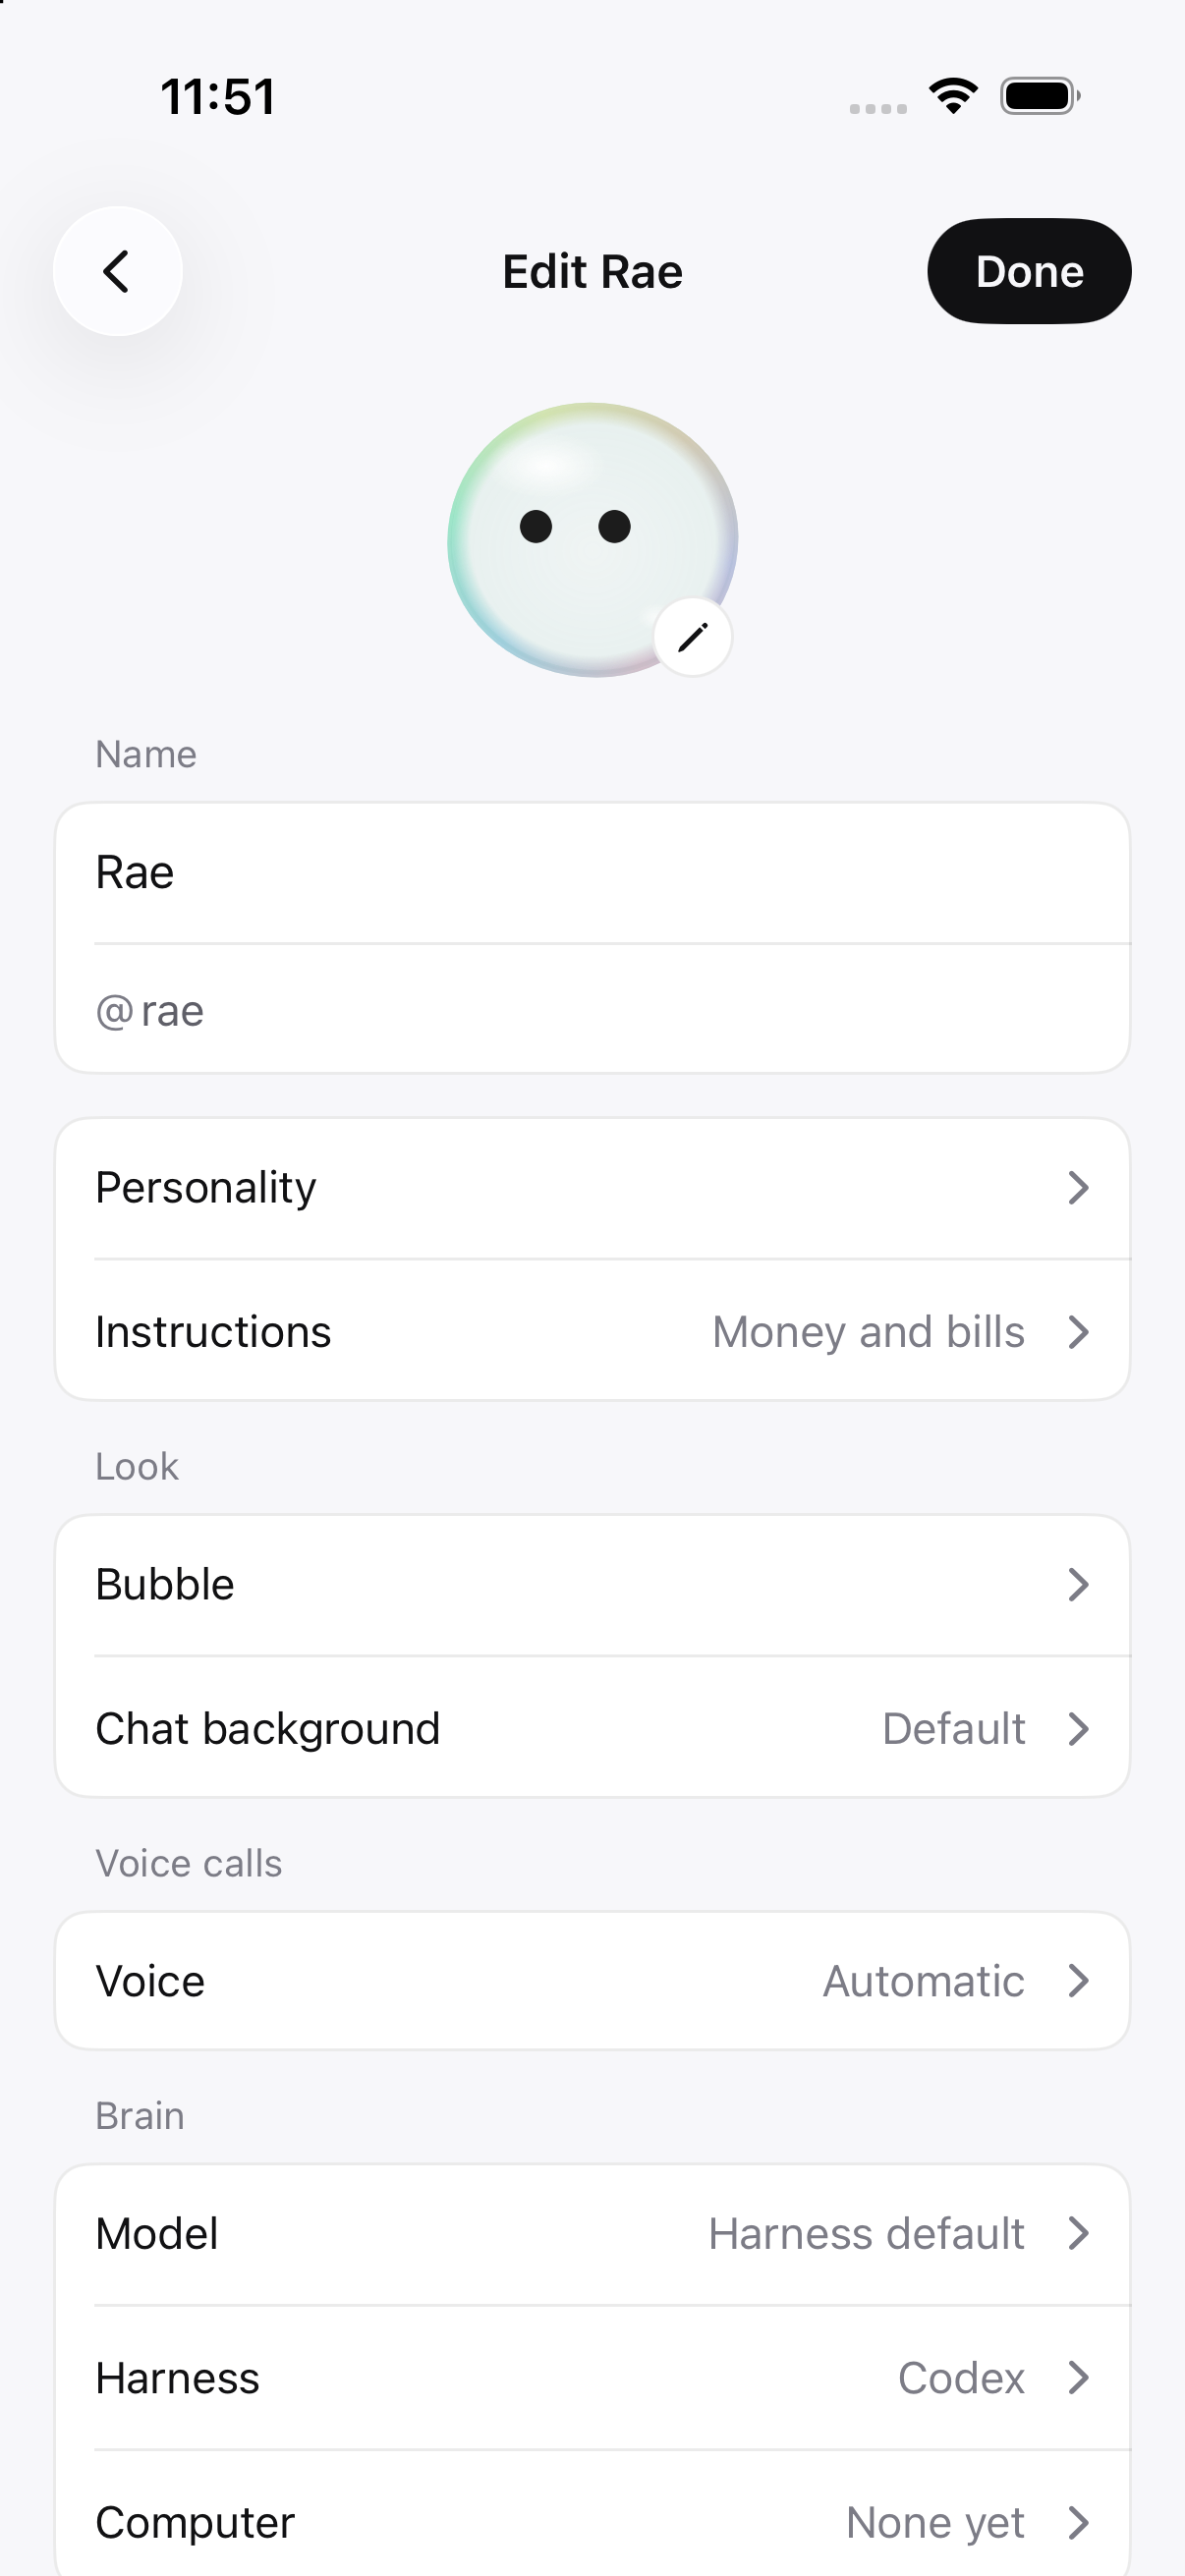 11:51
Edit Rae
Done
Name
Rae
@rae
Personality
Instructions Money and bills
Look
Bubble
Chat background Default
Voice calls
Voice Automatic
Brain
Model Harness default
Harness Codex
Computer None yet